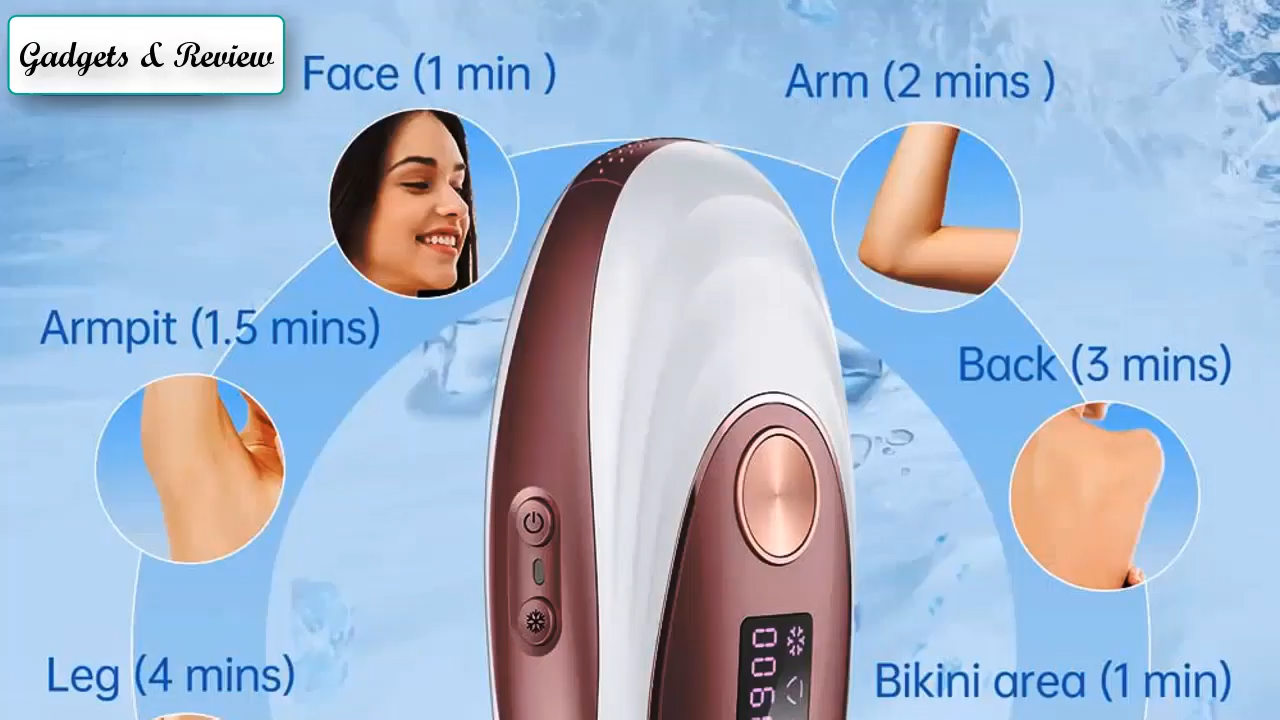 Gadgets & Review
Face (1 min )
Arm (2 mins )
Armpit (1.5 mins)
Back (3 mins)
Leg (4 mins)
Bikini area (1 min)